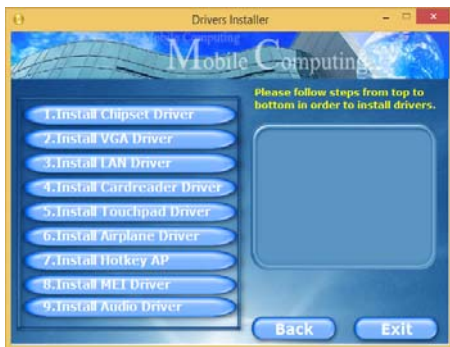 Drivers Installer
Mobile Computing
Mobile Computing
Please follow steps from top to
bottom in order to install drivers.
1.Install Chipset Driver
2.Install VGA Driver
3.Install LAN Driver
4.Install Cardreader Driver
5.Install Touchpad Driver
6.Install Airplane Driver
7.Install Hotkey AP
8.Install MEI Driver
9.Install Audio Driver
Back
Exit